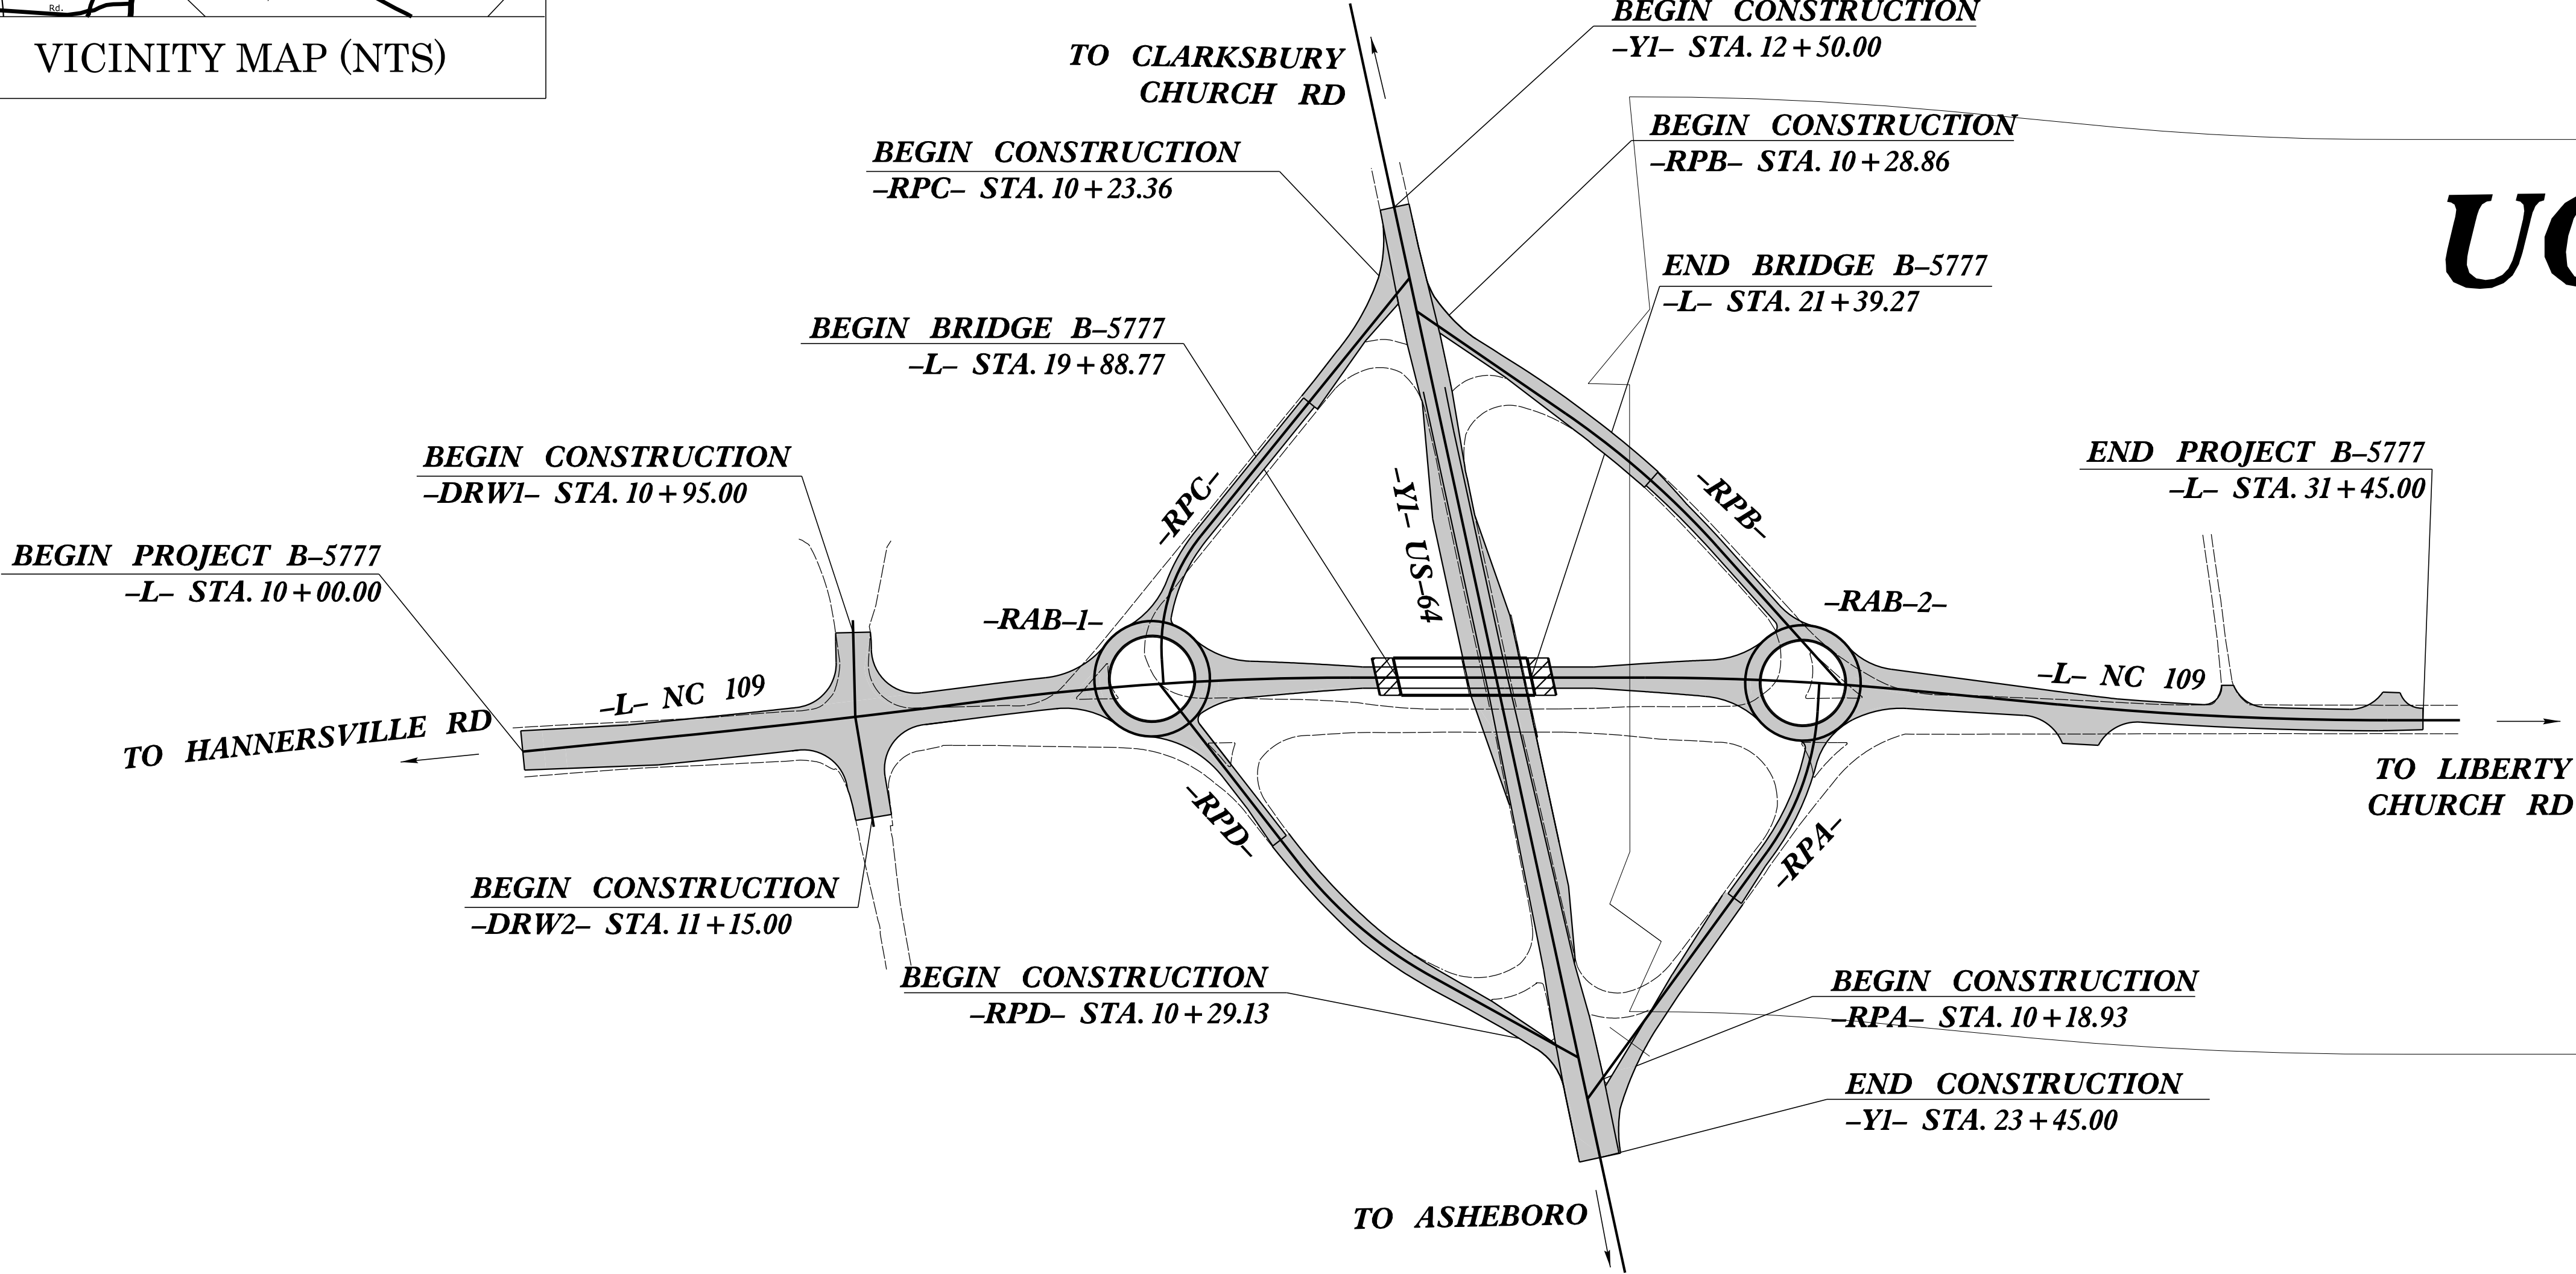 Rd.
VICINITY MAP (NTS)
TO CLARKSBURY
CHURCH RD
BEGIN CONSTRUCTION
–Y1– STA. 12+50.00
BEGIN CONSTRUCTION
–RPB– STA. 10+28.86
BEGIN CONSTRUCTION
–RPC– STA. 10+23.36
END BRIDGE B–5777
–L– STA. 21+39.27
BEGIN BRIDGE B–5777
–L– STA. 19+88.77
BEGIN CONSTRUCTION
–DRW1– STA. 10+95.00
END PROJECT B–5777
–L– STA. 31+45.00
BEGIN PROJECT B–5777
–L– STA. 10+00.00
–RPC–
–Y1– US–64
–RPB–
–RAB–1–
–RAB–2–
–L– NC 109
–L– NC 109
TO HANNERSVILLE RD
TO LIBERTY
CHURCH RD
–RPD–
–RPA–
BEGIN CONSTRUCTION
–DRW2– STA. 11+15.00
BEGIN CONSTRUCTION
–RPD– STA. 10+29.13
BEGIN CONSTRUCTION
–RPA– STA. 10+18.93
END CONSTRUCTION
–Y1– STA. 23+45.00
TO ASHEBORO